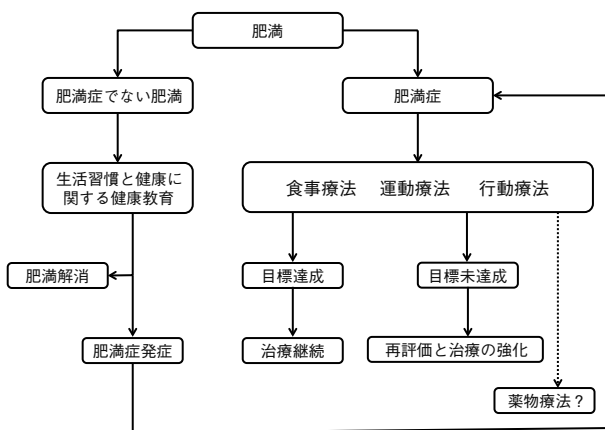 肥満
肥満症でない肥満
肥満症
生活習慣と健康に
関する健康教育
食事療法 運動療法 行動療法
肥満解消
目標達成
目標未達成
肥満症発症
治療継続
再評価と治療の強化
薬物療法？